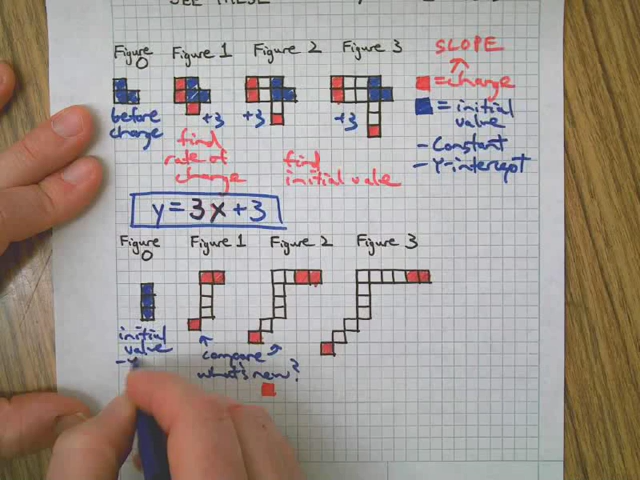 SEE THESE
Figure 0
Figure 1
Figure 2
Figure 3
SLOPE
= change
= initial value
- Constant
- Y-intercept
before change
+3
+3
+3
find rate of change
find initial value
y = 3x + 3
Figure 0
Figure 1
Figure 2
Figure 3
initial value
- Y
compare
what's new?